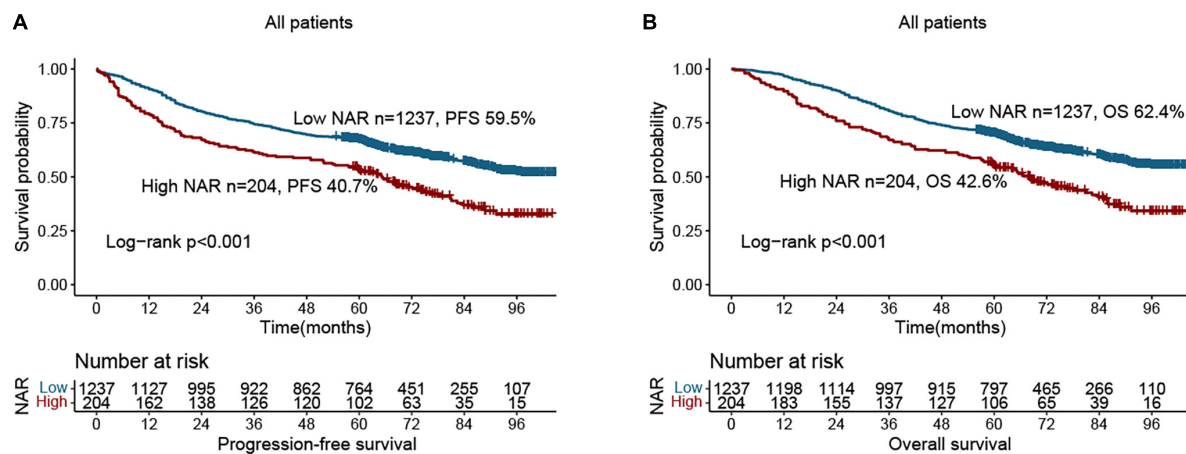 A
All patients
Survival probability
1.00
0.75
0.50
0.25
0.00
Low NAR n=1237, PFS 59.5%
High NAR n=204, PFS 40.7%
Log−rank p<0.001
0 12 24 36 48 60 72 84 96
Time(months)
Number at risk
NAR
Low 1237 1127 995 922 862 764 451 255 107
High 204 162 138 126 120 102 63 35 15
0 12 24 36 48 60 72 84 96
Progression-free survival
B
All patients
Survival probability
1.00
0.75
0.50
0.25
0.00
Low NAR n=1237, OS 62.4%
High NAR n=204, OS 42.6%
Log−rank p<0.001
0 12 24 36 48 60 72 84 96
Time(months)
Number at risk
NAR
Low 1237 1198 1114 997 915 797 465 266 110
High 204 183 155 137 127 106 65 39 16
0 12 24 36 48 60 72 84 96
Overall survival